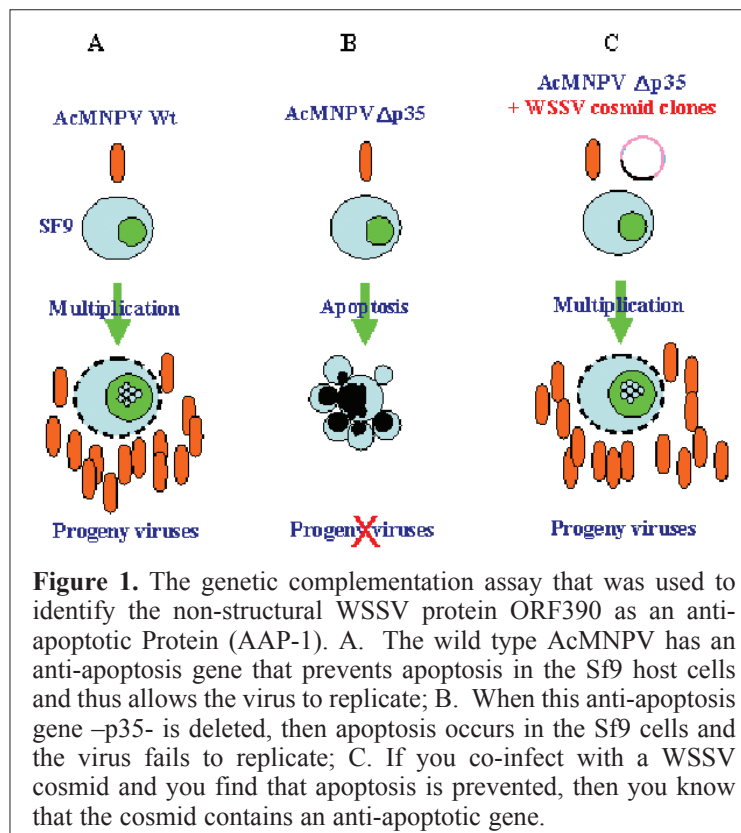 A
B
C
AcMNPV Wt
AcMNPV Δp35
AcMNPV Δp35
+ WSSV cosmid clones
SF9
Multiplication
Apoptosis
Multiplication
Progeny viruses
Progeny viruses
Progeny viruses
Figure 1. The genetic complementation assay that was used to
identify the non-structural WSSV protein ORF390 as an anti-
apoptotic Protein (AAP-1). A. The wild type AcMNPV has an
anti-apoptosis gene that prevents apoptosis in the Sf9 host cells
and thus allows the virus to replicate; B. When this anti-apoptosis
gene –p35- is deleted, then apoptosis occurs in the Sf9 cells and
the virus fails to replicate; C. If you co-infect with a WSSV
cosmid and you find that apoptosis is prevented, then you know
that the cosmid contains an anti-apoptotic gene.